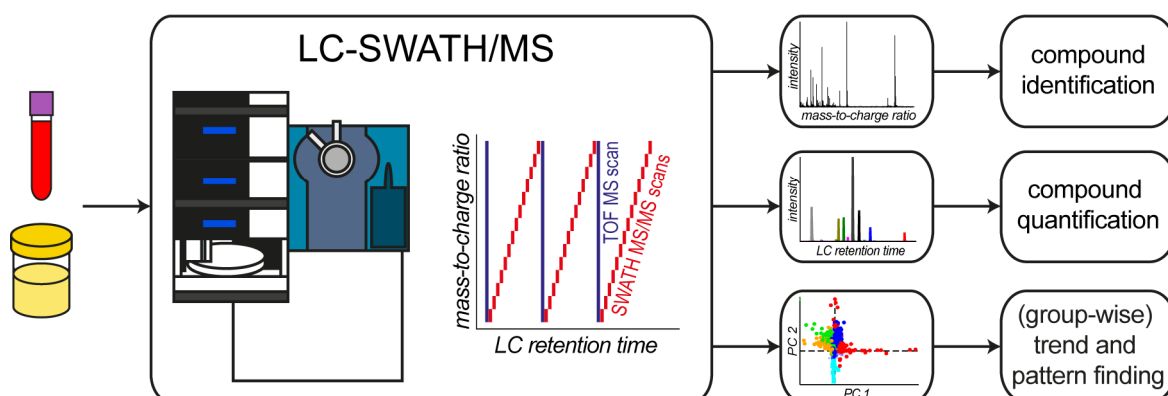 LC-SWATH/MS
mass-to-charge ratio
TOF MS scan
SWATH MS/MS scans
LC retention time
intensity
mass-to-charge ratio
compound
identification
intensity
LC retention time
compound
quantification
PC 2
PC 1
(group-wise)
trend and
pattern finding